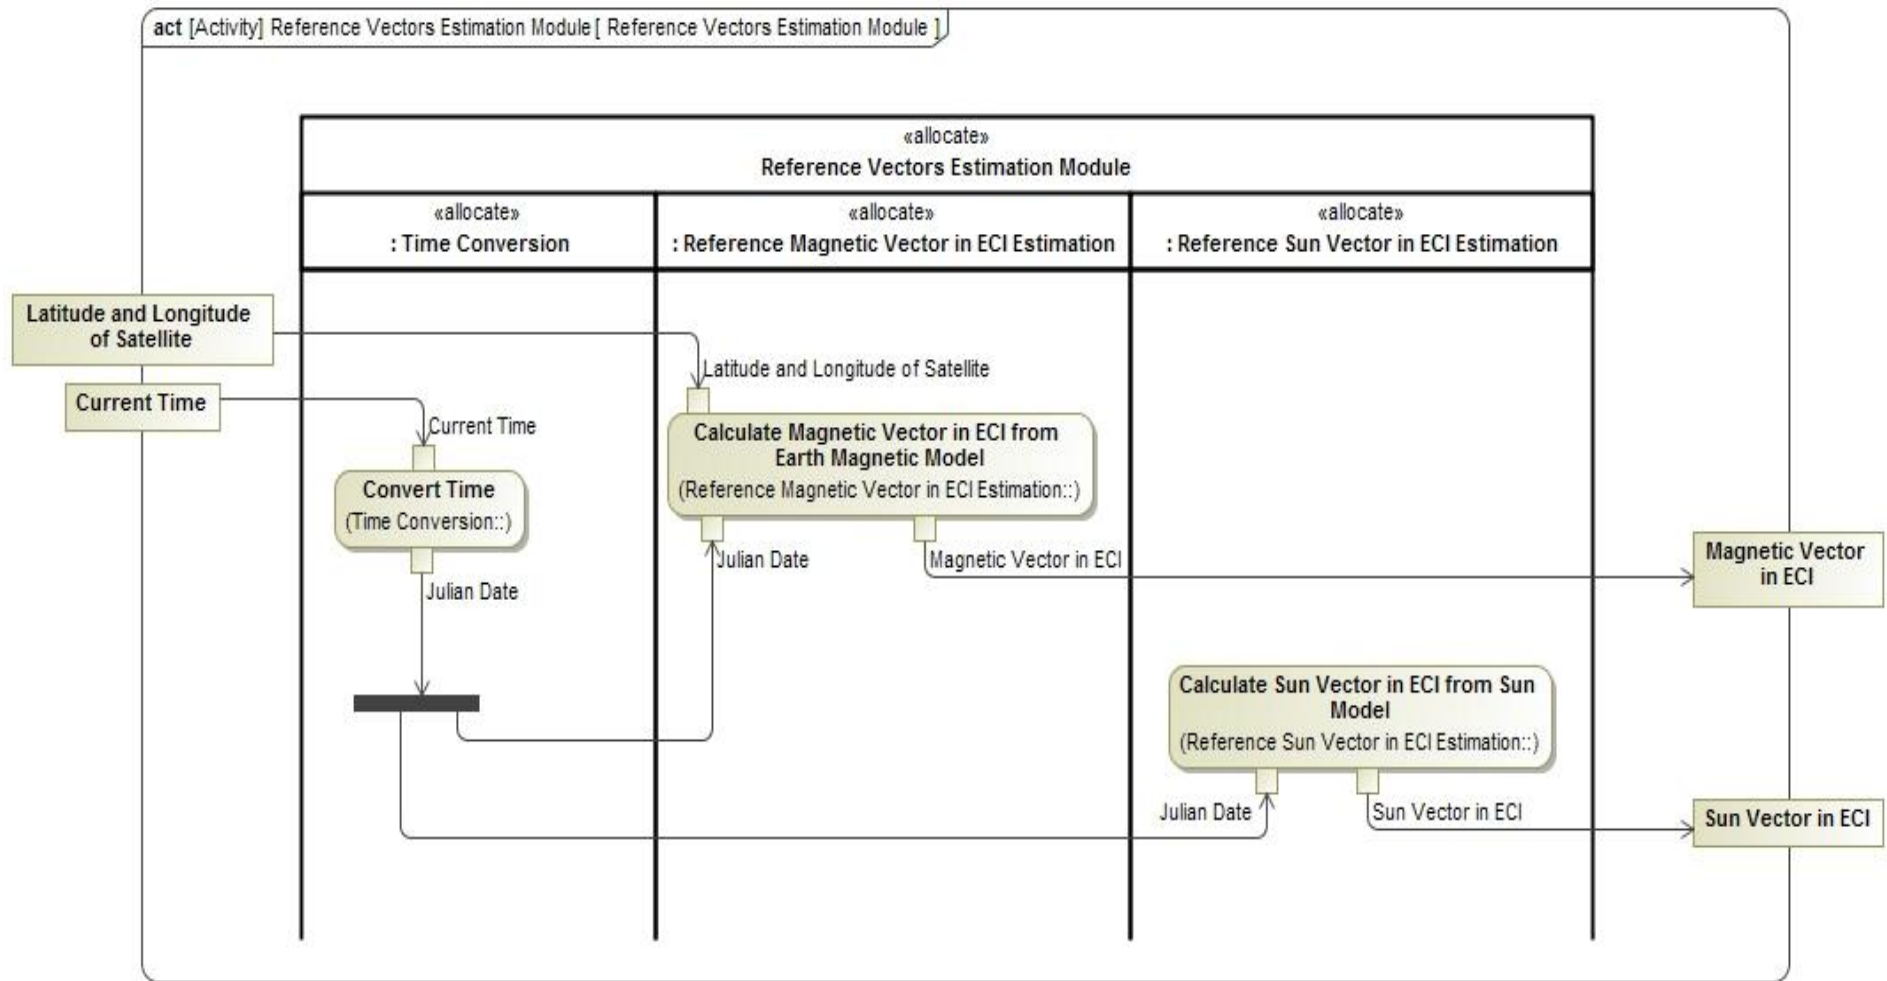 act [Activity] Reference Vectors Estimation Module [ Reference Vectors Estimation Module ]
«allocate»
Reference Vectors Estimation Module
«allocate»
: Time Conversion
«allocate»
: Reference Magnetic Vector in ECI Estimation
«allocate»
: Reference Sun Vector in ECI Estimation
Latitude and Longitude
of Satellite
Current Time
Latitude and Longitude of Satellite
Current Time
Convert Time
(Time Conversion::)
Julian Date
Calculate Magnetic Vector in ECI from
Earth Magnetic Model
(Reference Magnetic Vector in ECI Estimation::)
Julian Date
Magnetic Vector in ECI
Magnetic Vector
in ECI
Calculate Sun Vector in ECI from Sun
Model
(Reference Sun Vector in ECI Estimation::)
Julian Date
Sun Vector in ECI
Sun Vector in ECI